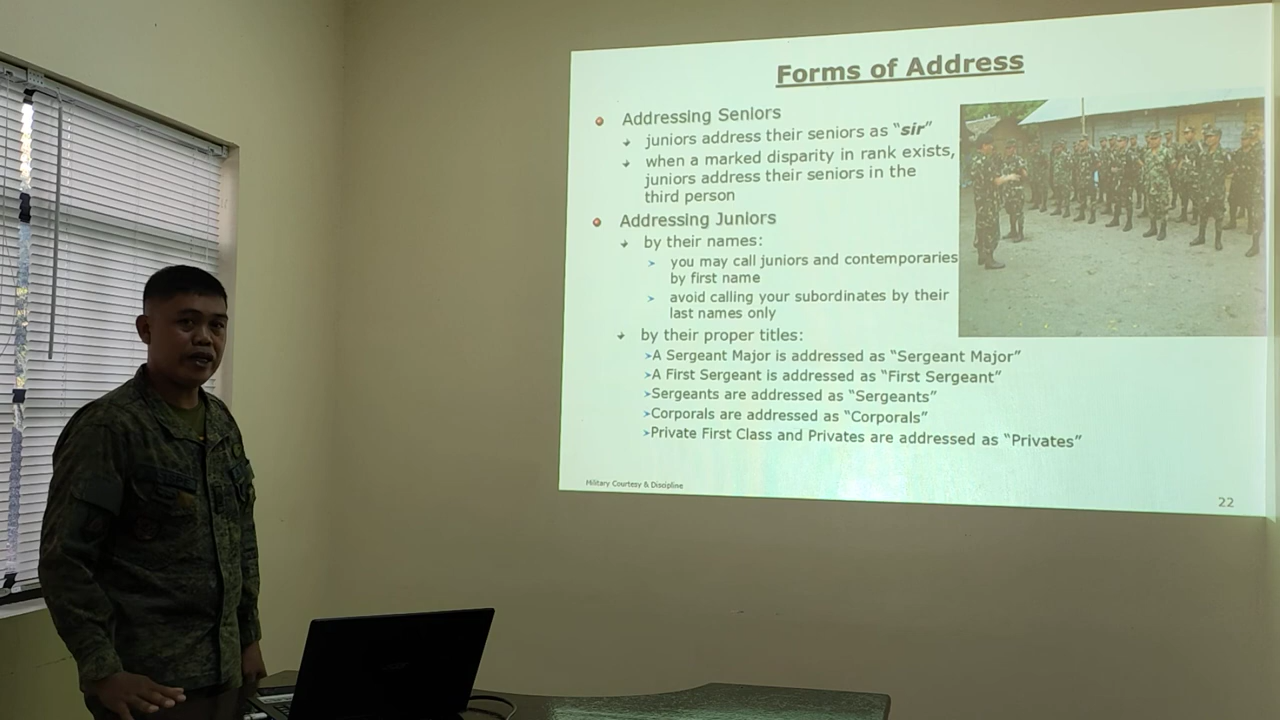 Forms of Address
Addressing Seniors
juniors address their seniors as “sir”
when a marked disparity in rank exists,
juniors address their seniors in the
third person
Addressing Juniors
by their names:
you may call juniors and contemporaries
by first name
avoid calling your subordinates by their
last names only
by their proper titles:
A Sergeant Major is addressed as “Sergeant Major”
A First Sergeant is addressed as “First Sergeant”
Sergeants are addressed as “Sergeants”
Corporals are addressed as “Corporals”
Private First Class and Privates are addressed as “Privates”
Military Courtesy & Discipline
22